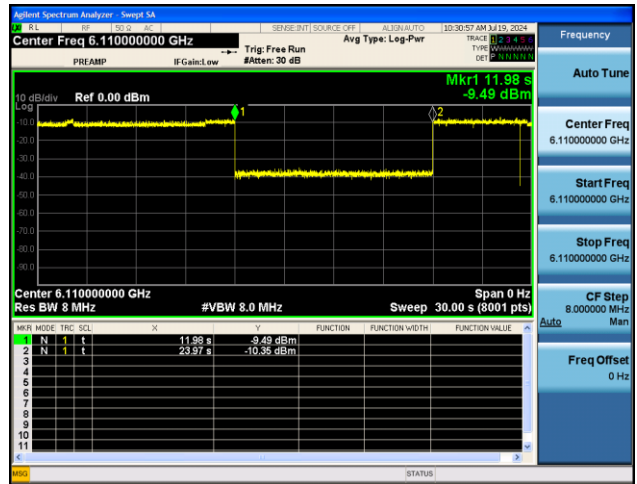 Agilent Spectrum Analyzer - Swept SA
RL RF 50 Ω AC SENSE:INT SOURCE OFF ALIGNAUTO 10:30:57 AM Jul 19, 2024
Center Freq 6.110000000 GHz
PREAMP IFGain:Low
Trig: Free Run
#Atten: 30 dB
Avg Type: Log-Pwr
TRACE 1 2 3 4 5 6
TYPE WWWWWW
DET P N N N N N
Mkr1 11.98 s
-9.49 dBm
10 dB/div Ref 0.00 dBm
Log
1
2
-10.0
-20.0
-30.0
-40.0
-50.0
-60.0
-70.0
-80.0
-90.0
Center 6.110000000 GHz Span 0 Hz
Res BW 8 MHz #VBW 8.0 MHz Sweep 30.00 s (8001 pts)
MKR MODE TRC SCL X Y FUNCTION FUNCTION WIDTH FUNCTION VALUE
1 N 1 t 11.98 s -9.49 dBm
2 N 1 t 23.97 s -10.35 dBm
3
4
5
6
7
8
9
10
11
MSG STATUS
Frequency
Auto Tune
Center Freq
6.110000000 GHz
Start Freq
6.110000000 GHz
Stop Freq
6.110000000 GHz
CF Step
8.000000 MHz
Auto Man
Freq Offset
0 Hz